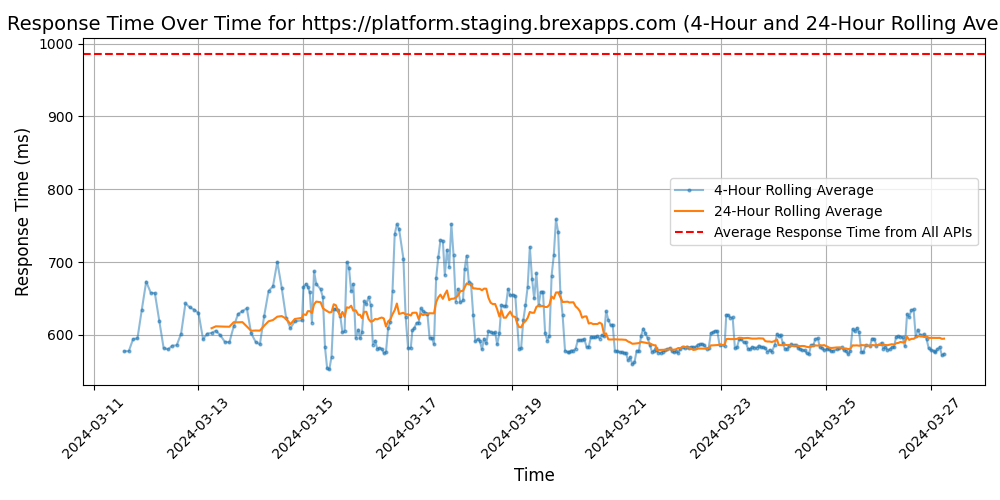 Response Time Over Time for https://platform.staging.brexapps.com (4-Hour and 24-Hour Rolling Ave
1000
900
800
700
600
Response Time (ms)
4-Hour Rolling Average
24-Hour Rolling Average
Average Response Time from All APIs
2024-03-11
2024-03-13
2024-03-15
2024-03-17
2024-03-19
2024-03-21
2024-03-23
2024-03-25
2024-03-27
Time